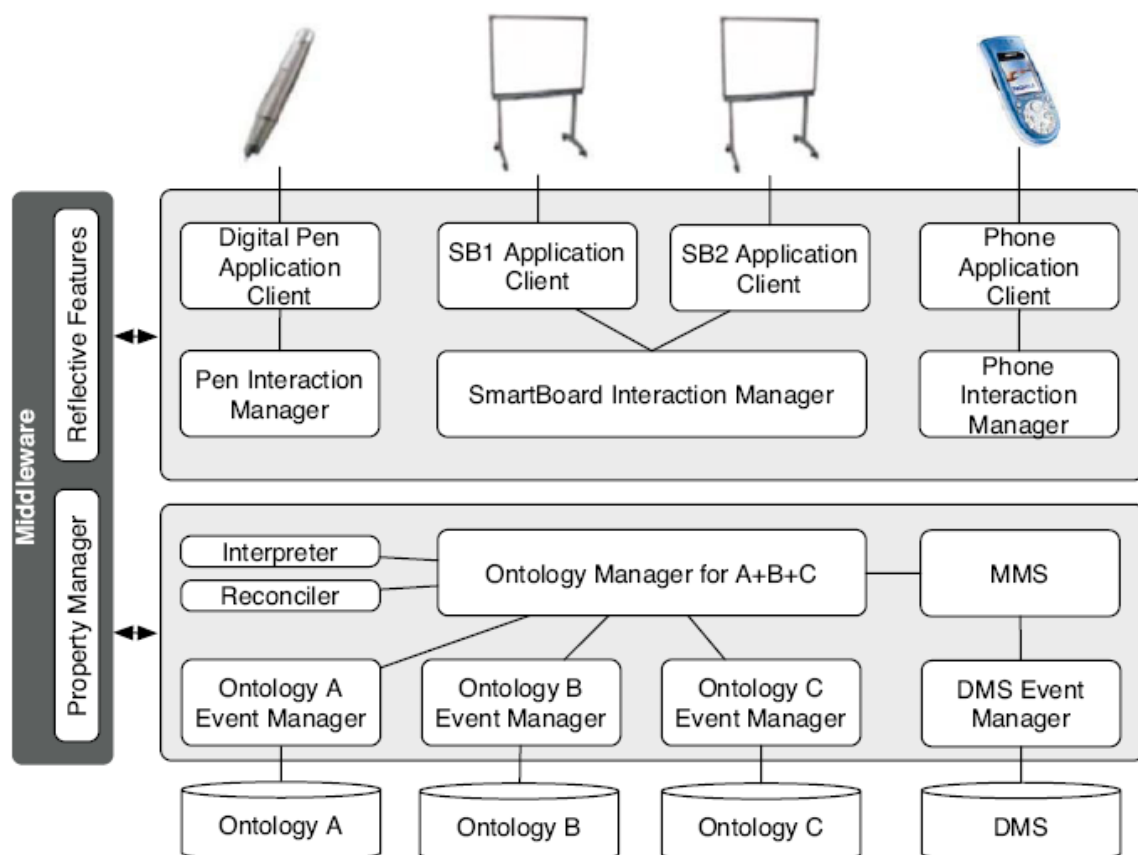 Middleware
Reflective Features
Property Manager
Digital Pen
Application
Client
SB1 Application
Client
SB2 Application
Client
Phone
Application
Client
Pen Interaction
Manager
SmartBoard Interaction Manager
Phone
Interaction
Manager
Interpreter
Reconciler
Ontology Manager for A+B+C
MMS
Ontology A
Event Manager
Ontology B
Event Manager
Ontology C
Event Manager
DMS Event
Manager
Ontology A
Ontology B
Ontology C
DMS